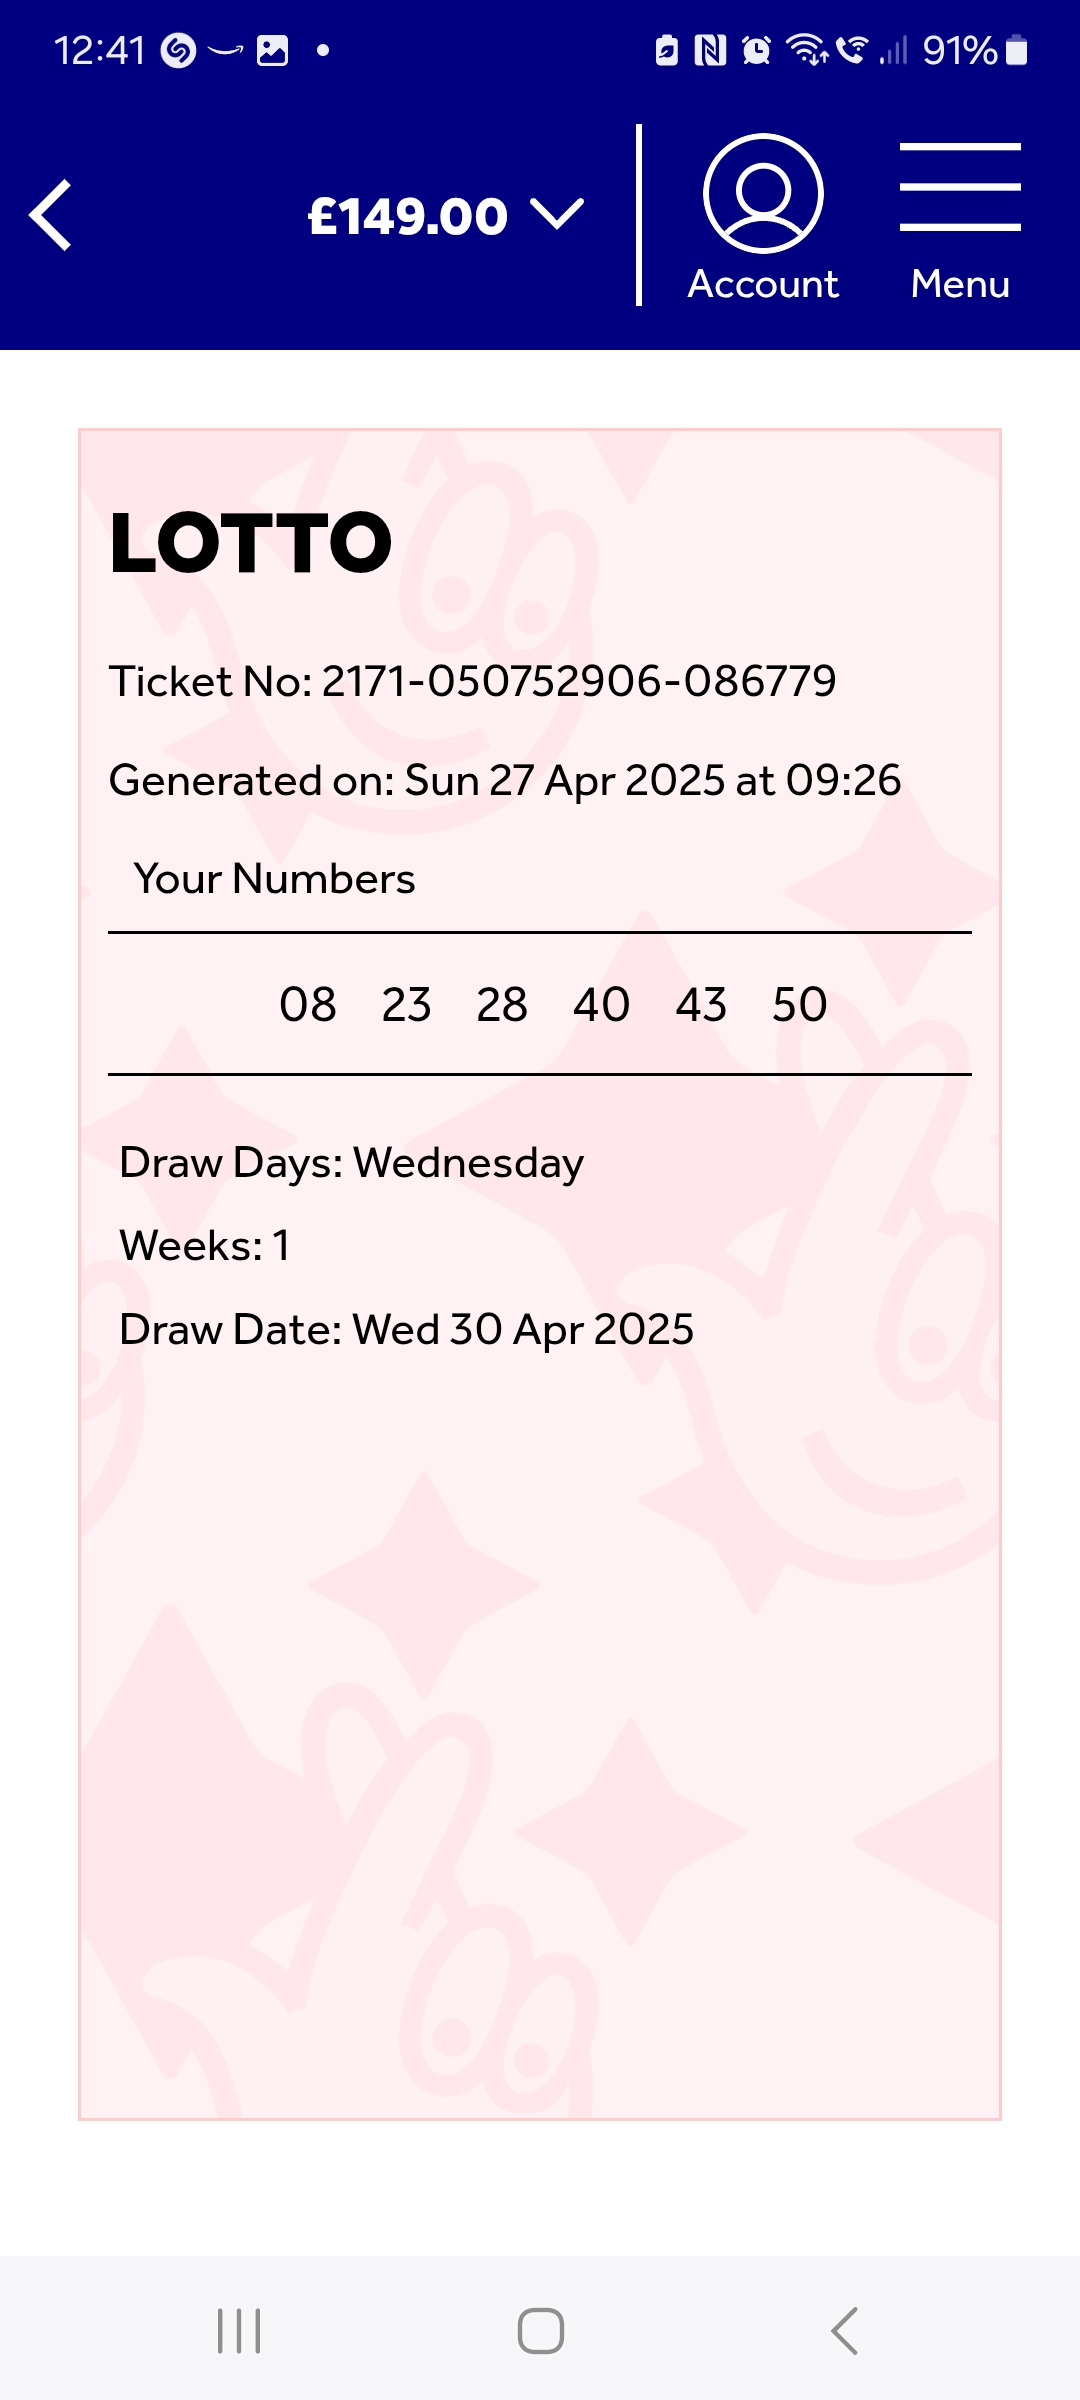 12:41 91%
£149.00
Account Menu
LOTTO
Ticket No: 2171-050752906-086779
Generated on: Sun 27 Apr 2025 at 09:26
Your Numbers
08 23 28 40 43 50
Draw Days: Wednesday
Weeks: 1
Draw Date: Wed 30 Apr 2025